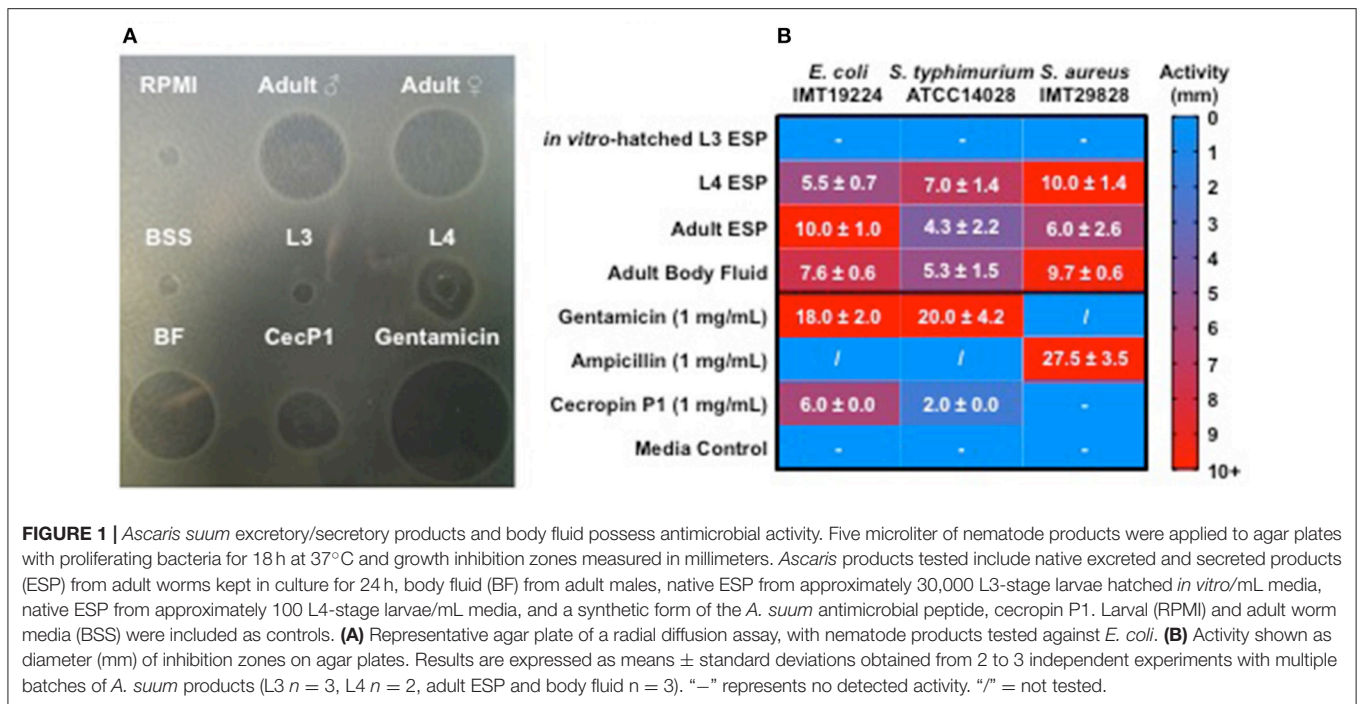 A
RPMI Adult ♂ Adult ♀
BSS L3 L4
BF CecP1 Gentamicin
B
E. coli S. typhimurium S. aureus Activity
IMT19224 ATCC14028 IMT29828 (mm)
in vitro-hatched L3 ESP - - -
L4 ESP 5.5 ± 0.7 7.0 ± 1.4 10.0 ± 1.4
Adult ESP 10.0 ± 1.0 4.3 ± 2.2 6.0 ± 2.6
Adult Body Fluid 7.6 ± 0.6 5.3 ± 1.5 9.7 ± 0.6
Gentamicin (1 mg/mL) 18.0 ± 2.0 20.0 ± 4.2 /
Ampicillin (1 mg/mL) / / 27.5 ± 3.5
Cecropin P1 (1 mg/mL) 6.0 ± 0.0 2.0 ± 0.0 -
Media Control - - -
0
1
2
3
4
5
6
7
8
9
10+
FIGURE 1 | Ascaris suum excretory/secretory products and body fluid possess antimicrobial activity. Five microliter of nematode products were applied to agar plates
with proliferating bacteria for 18 h at 37°C and growth inhibition zones measured in millimeters. Ascaris products tested include native excreted and secreted products
(ESP) from adult worms kept in culture for 24 h, body fluid (BF) from adult males, native ESP from approximately 30,000 L3-stage larvae hatched in vitro/mL media,
native ESP from approximately 100 L4-stage larvae/mL media, and a synthetic form of the A. suum antimicrobial peptide, cecropin P1. Larval (RPMI) and adult worm
media (BSS) were included as controls. (A) Representative agar plate of a radial diffusion assay, with nematode products tested against E. coli. (B) Activity shown as
diameter (mm) of inhibition zones on agar plates. Results are expressed as means ± standard deviations obtained from 2 to 3 independent experiments with multiple
batches of A. suum products (L3 n = 3, L4 n = 2, adult ESP and body fluid n = 3). “−” represents no detected activity. “/” = not tested.